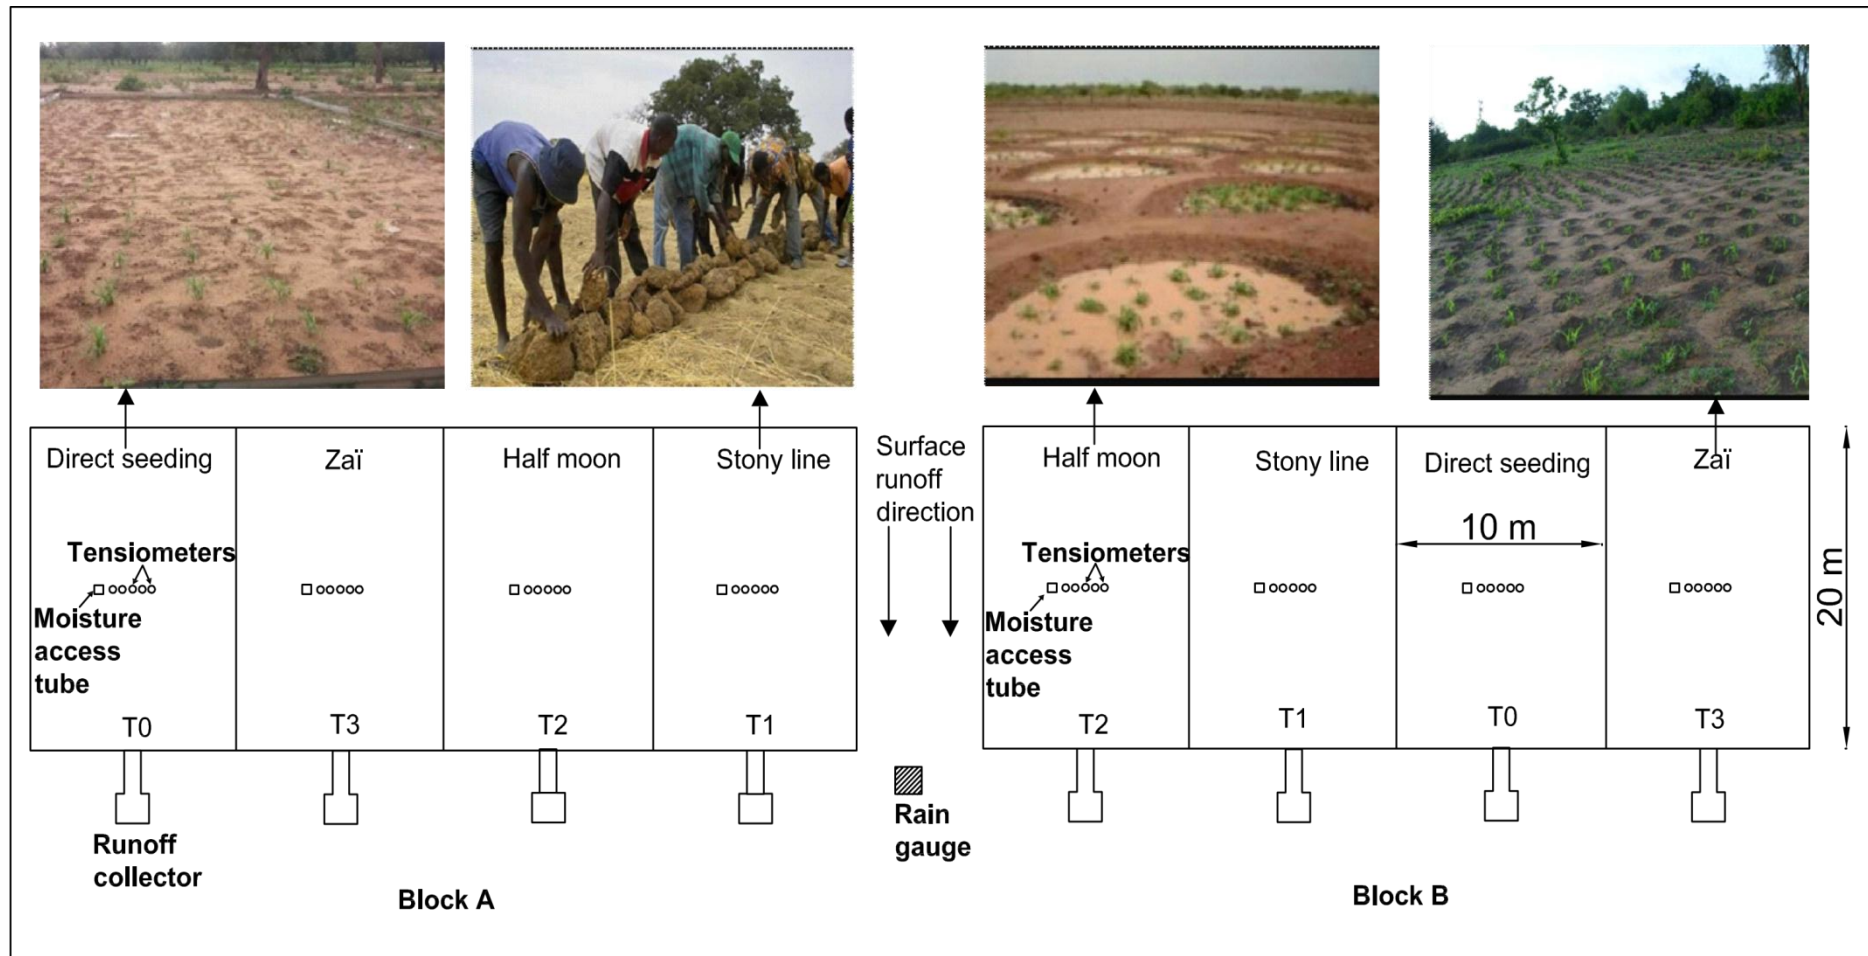 Direct seeding
Zaï
Half moon
Stony line
Tensiometers
Moisture
access
tube
T0
T3
T2
T1
Runoff
collector
Block A
Surface
runoff
direction
Rain
gauge
Half moon
Stony line
Direct seeding
Zaï
10 m
20 m
Tensiometers
Moisture
access
tube
T2
T1
T0
T3
Block B